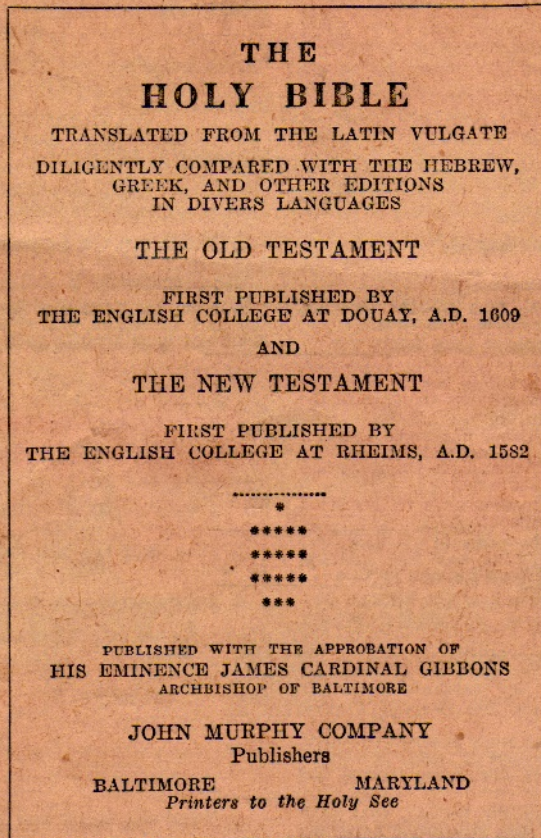 THE
HOLY BIBLE
TRANSLATED FROM THE LATIN VULGATE
DILIGENTLY COMPARED WITH THE HEBREW,
GREEK, AND OTHER EDITIONS
IN DIVERS LANGUAGES
THE OLD TESTAMENT
FIRST PUBLISHED BY
THE ENGLISH COLLEGE AT DOUAY, A.D. 1609
AND
THE NEW TESTAMENT
FIRST PUBLISHED BY
THE ENGLISH COLLEGE AT RHEIMS, A.D. 1582
*
*****
*****
*****
***
PUBLISHED WITH THE APPROBATION OF
HIS EMINENCE JAMES CARDINAL GIBBONS
ARCHBISHOP OF BALTIMORE
JOHN MURPHY COMPANY
Publishers
BALTIMORE MARYLAND
Printers to the Holy See